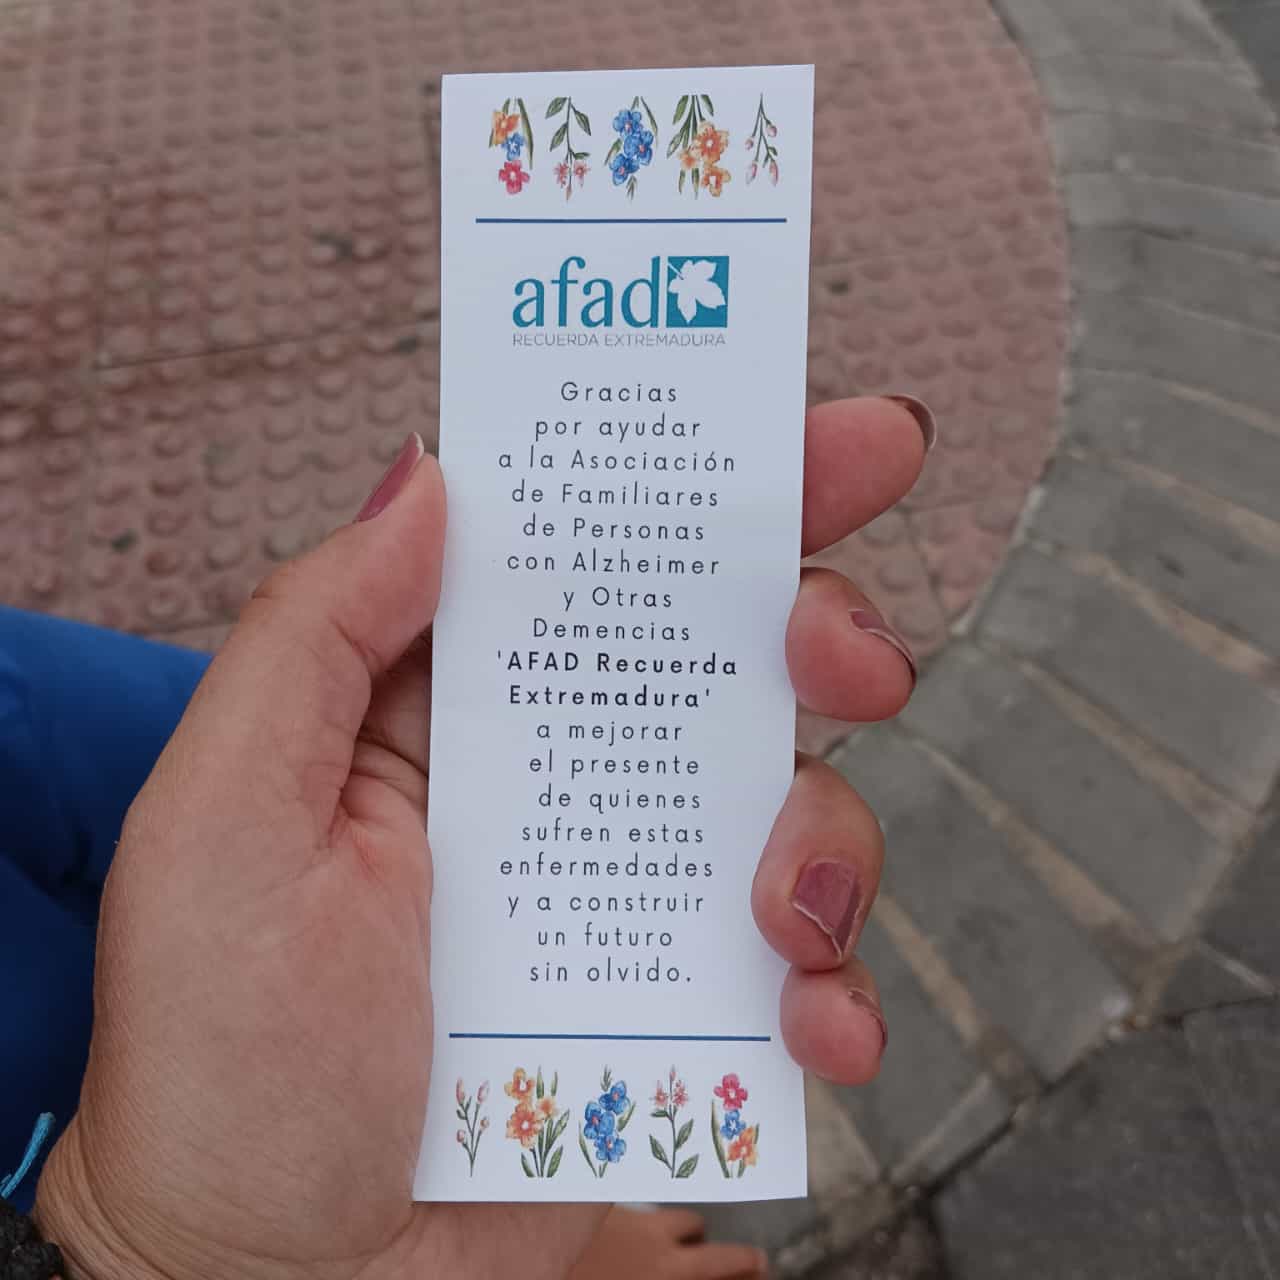 afad
RECUERDA EXTREMADURA
Gracias
por ayudar
a la Asociación
de Familiares
de Personas
con Alzheimer
y Otras
Demencias
'AFAD Recuerda
Extremadura'
a mejorar
el presente
de quienes
sufren estas
enfermedades
y a construir
un futuro
sin olvido.